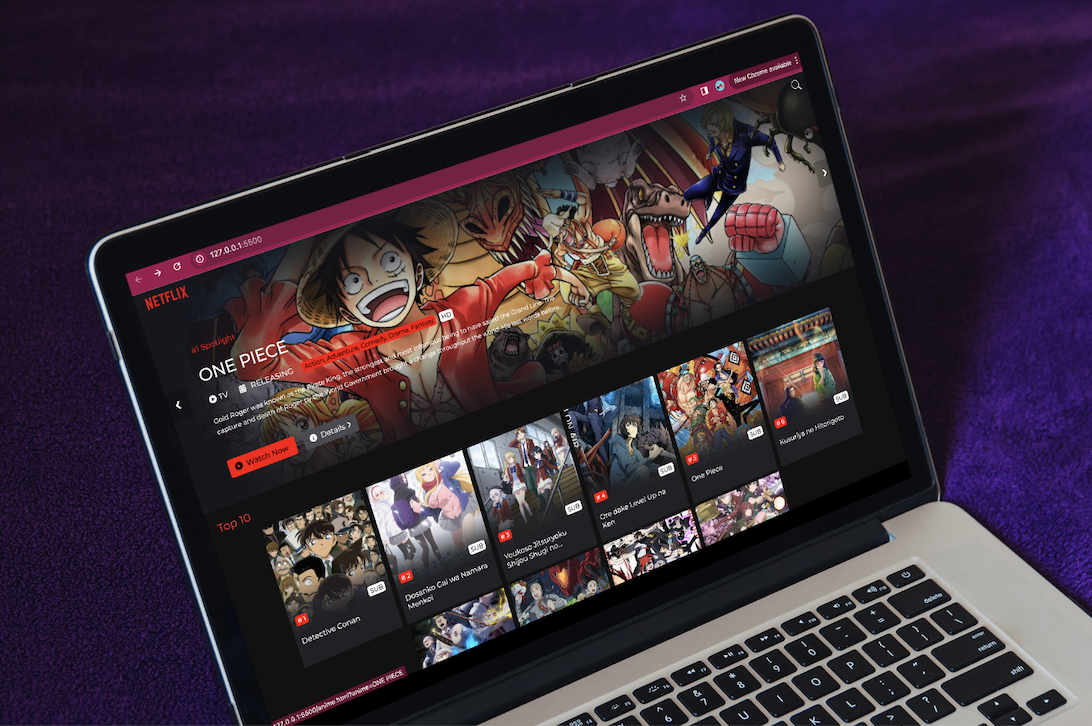 New Chrome available
127.0.0.1:5500
NETFLIX
#1 Spotlight
ONE PIECE
TV RELEASING Action, Adventure, Comedy, Drama, Fantasy HD
Gold Roger was known as the Pirate King, the strongest and most infamous being to have sailed the Grand Line. The
capture and death of Roger by the World Government brought a change throughout the world. His last words before,
Watch Now
Details
Top 10
#1
SUB
Detective Conan
#2
SUB
Dosanko Gal wa Namara
Menkoi
#3
SUB
Youkoso Jitsuryoku
Shijou Shugi no...
#4
SUB
Ore dake Level Up na
Ken
#5
SUB
One Piece
#6
SUB
Kusuriya no Hitorigoto
127.0.0.1:5500/anime.html?anime=ONE PIECE
delete
enter
return
shift
6 & 7 * 8 ( 9 ) 0 - + =
Y U I O P { [ } ] | \
J K L : ; " '